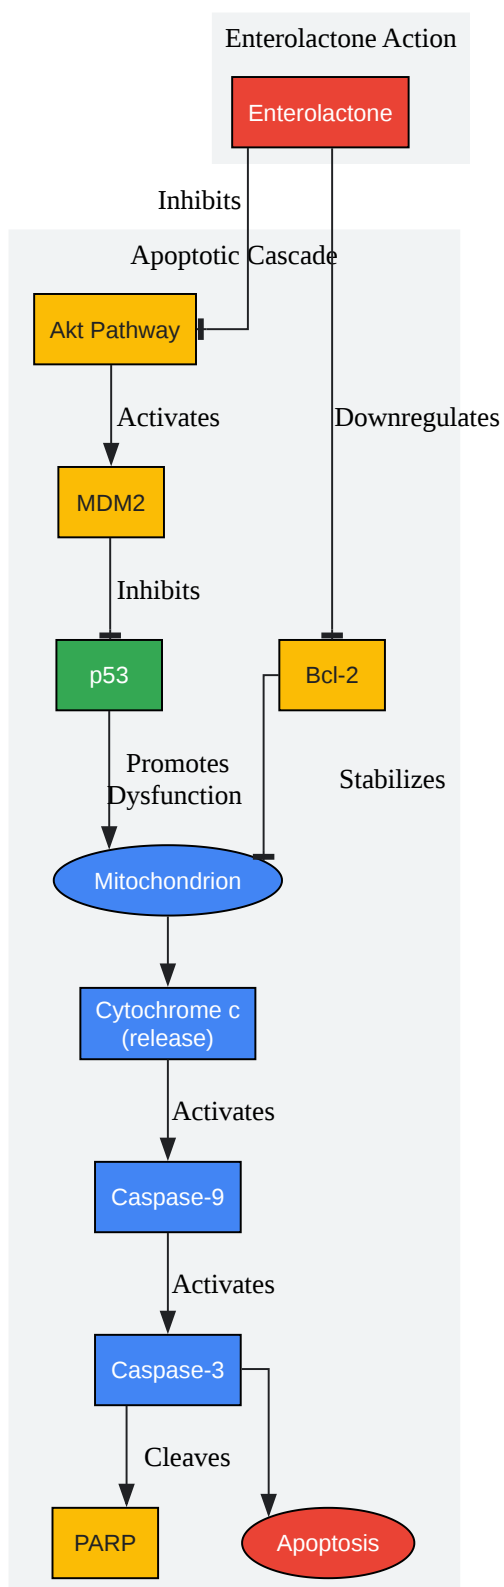 Enterolactone Action
Enterolactone
Inhibits
Apoptotic Cascade
Akt Pathway
Activates
Downregulates
MDM2
Inhibits
p53
Bcl-2
Promotes
Dysfunction
Stabilizes
Mitochondrion
Cytochrome c
(release)
Activates
Caspase-9
Activates
Caspase-3
Cleaves
PARP
Apoptosis